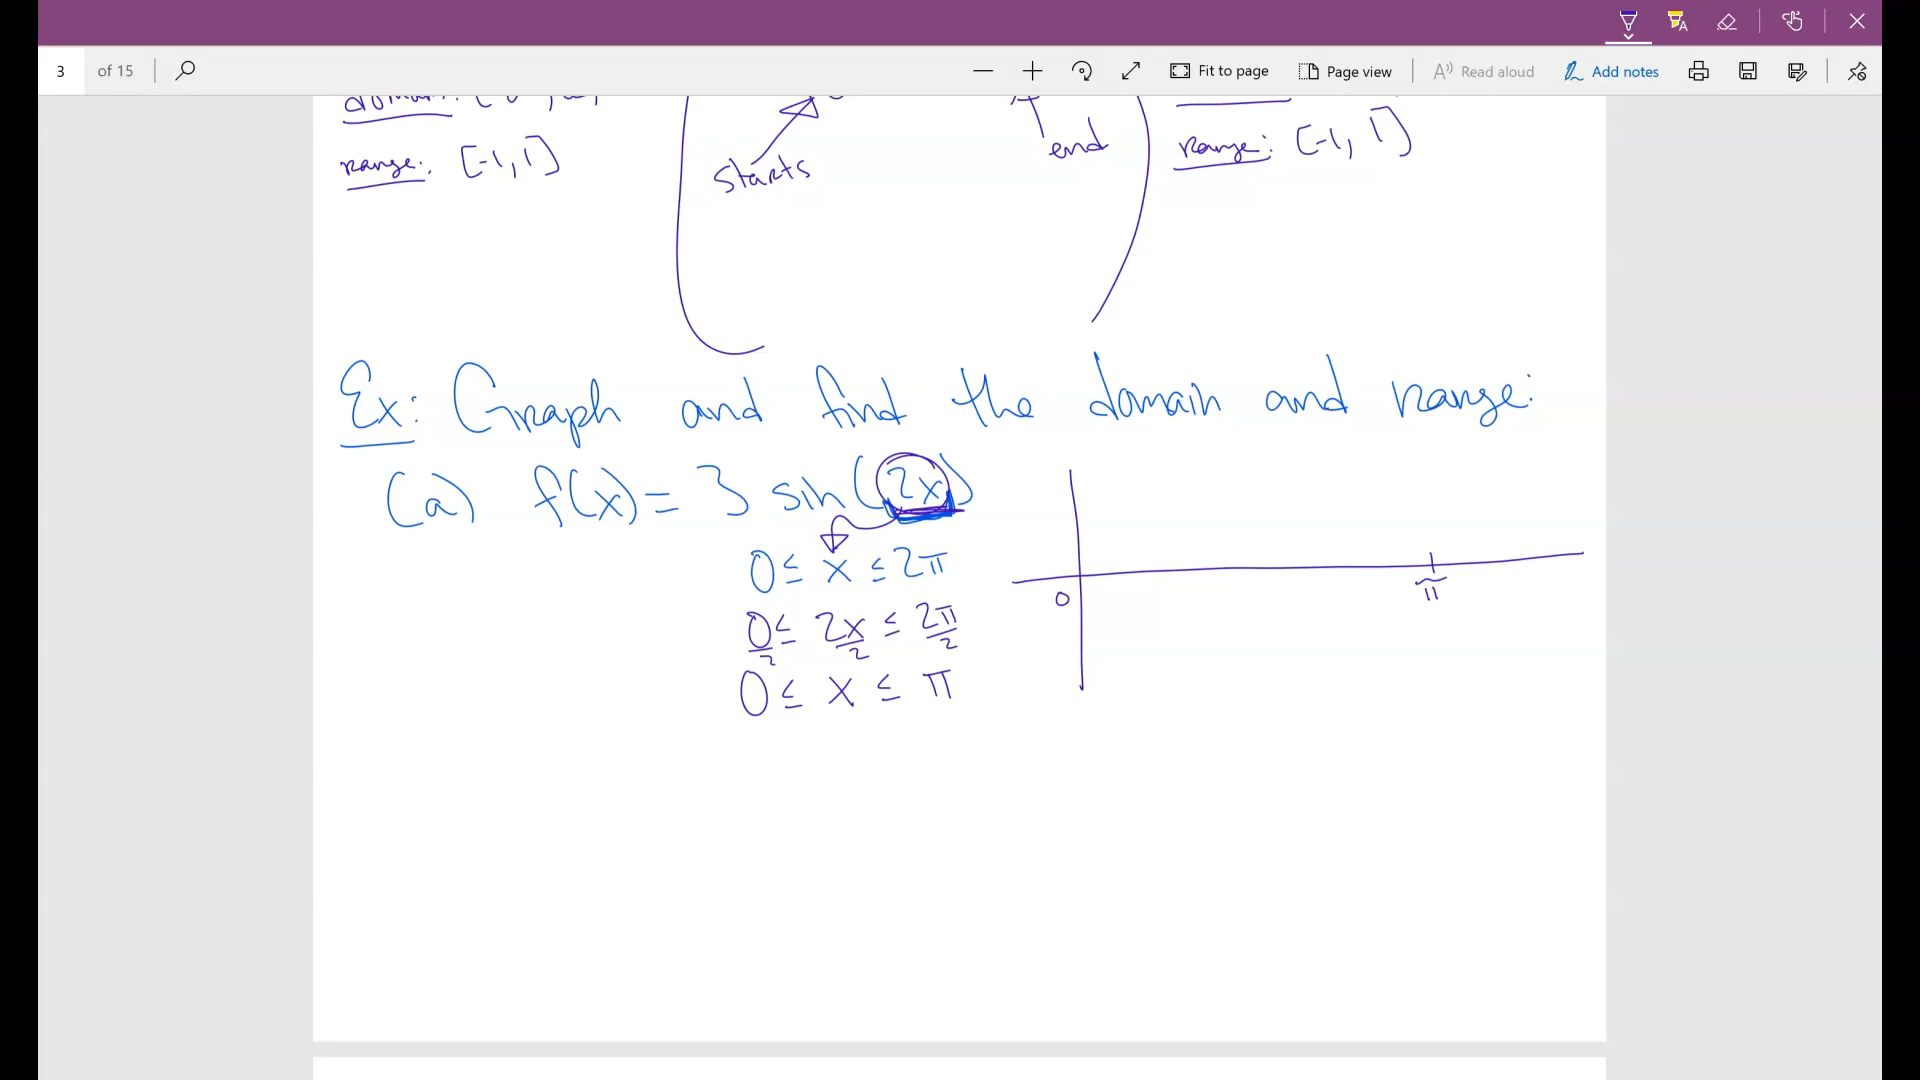 3 of 15 Fit to page Page view Read aloud Add notes
range: [-1, 1]
starts
end
range: [-1, 1]
Ex: Graph and find the domain and range:
(a) f(x) = 3 sin(2x)
0 ≤ x ≤ 2π
0/2 ≤ 2x/2 ≤ 2π/2
0 ≤ x ≤ π
0 π